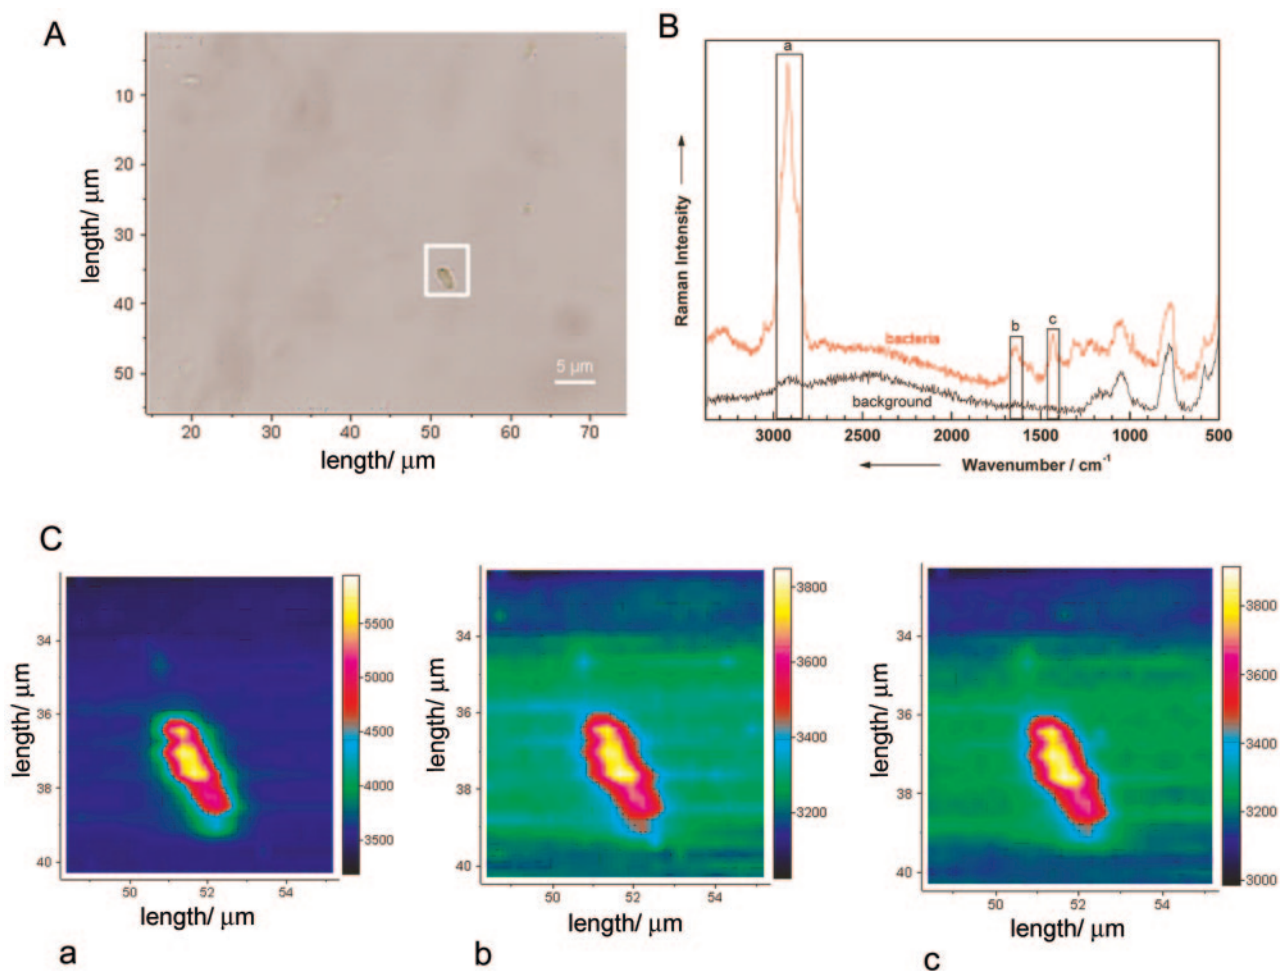 A
10
20
30
40
50
length/ μm
5 μm
20 30 40 50 60 70
length/ μm
B
a
b
c
bacteria
background
Raman Intensity
3000 2500 2000 1500 1000 500
Wavenumber / cm-1
C
34
36
38
40
length/ μm
50 52 54
length/ μm
5500
5000
4500
4000
3500
a
34
36
38
40
length/ μm
50 52 54
length/ μm
3800
3600
3400
3200
b
34
36
38
40
length/ μm
50 52 54
length/ μm
3800
3600
3400
3200
3000
c